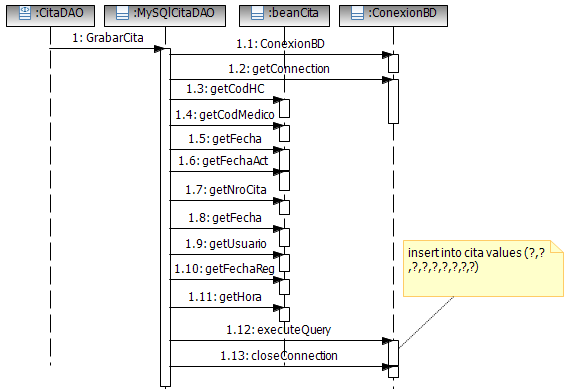 :CitaDAO
:MySQlCitaDAO
:beanCita
:ConexionBD
1: GrabarCita
1.1: ConexionBD
1.2: getConnection
1.3: getCodHC
1.4: getCodMedico
1.5: getFecha
1.6: getFechaAct
1.7: getNroCita
1.8: getFecha
1.9: getUsuario
1.10: getFechaReg
1.11: getHora
insert into cita values (?,?
,?,?,?,?,?,?,?)
1.12: executeQuery
1.13: closeConnection